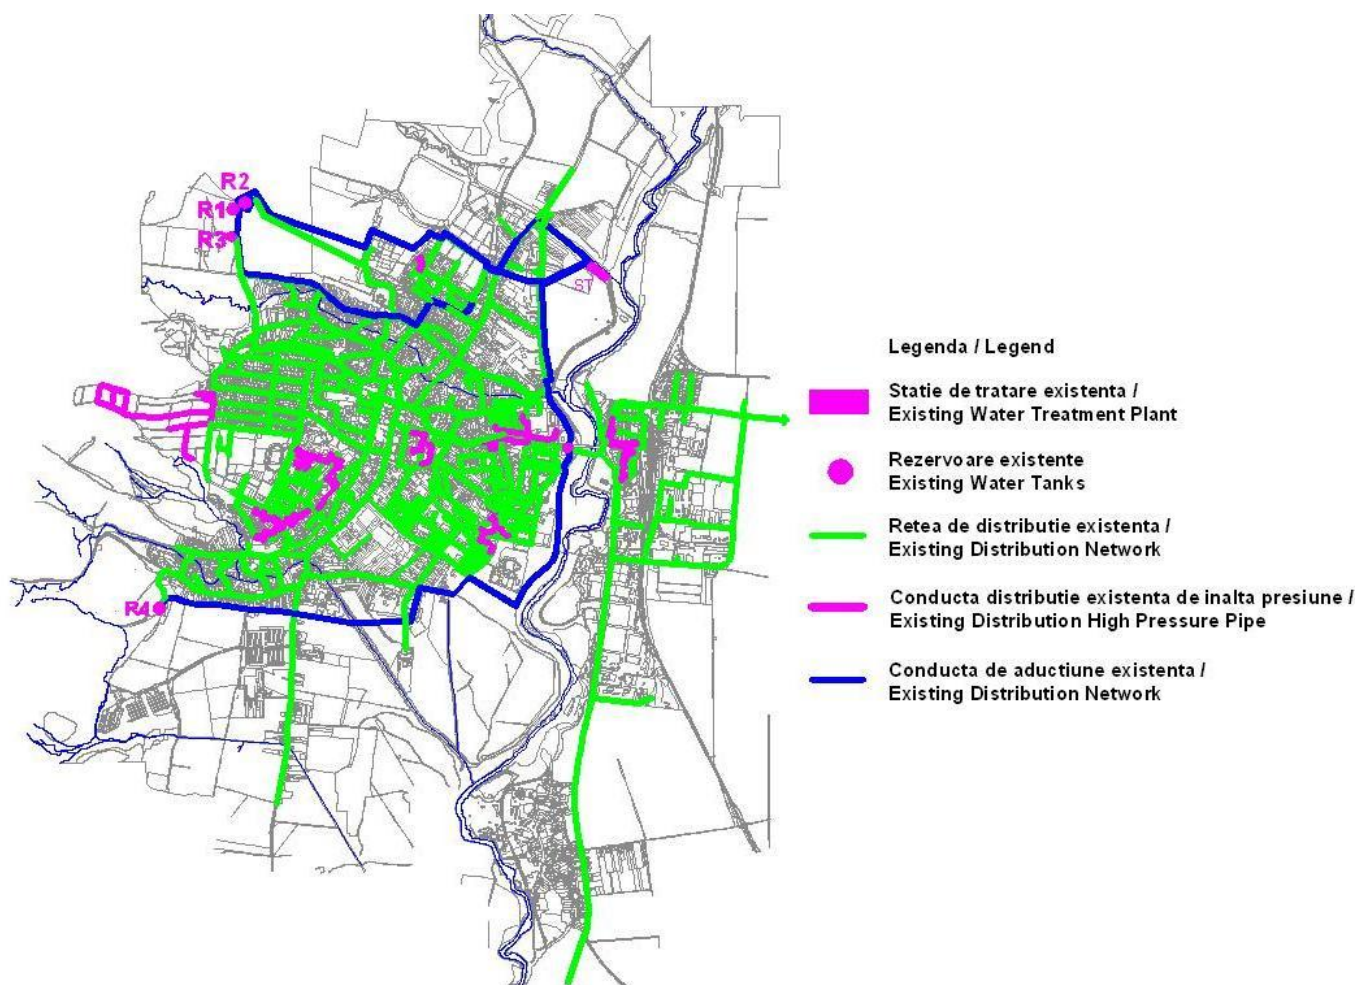 R2
R1
R3
ST
R4
Legenda / Legend
Statie de tratare existenta /
Existing Water Treatment Plant
Rezervoare existente
Existing Water Tanks
Retea de distributie existenta /
Existing Distribution Network
Conducta distributie existenta de inalta presiune /
Existing Distribution High Pressure Pipe
Conducta de aductiune existenta /
Existing Distribution Network